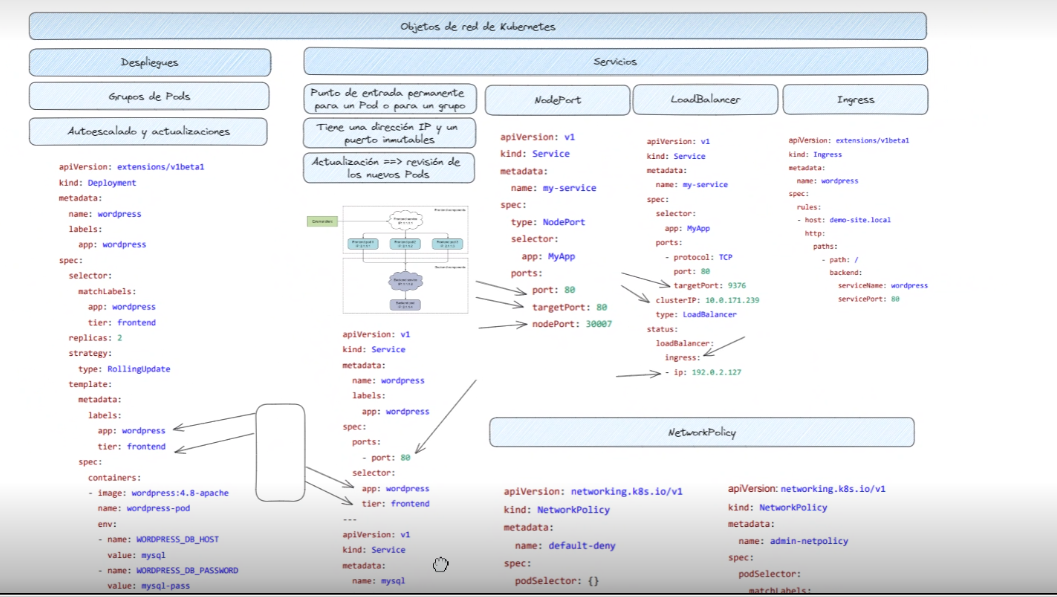 Objetos de red de Kubernetes
Despliegues
Grupos de Pods
Autoescalado y actualizaciones
apiVersion: extensions/v1beta1
kind: Deployment
metadata:
name: wordpress
labels:
app: wordpress
spec:
selector:
matchLabels:
app: wordpress
tier: frontend
replicas: 2
strategy:
type: RollingUpdate
template:
metadata:
labels:
app: wordpress
tier: frontend
spec:
containers:
- image: wordpress:4.8-apache
name: wordpress-pod
env:
- name: WORDPRESS_DB_HOST
value: mysql
- name: WORDPRESS_DB_PASSWORD
value: mysql-pass
Servicios
Punto de entrada permanente
para un Pod o para un grupo
Tiene una dirección IP y un
puerto inmutables
Actualización ==> revisión de
los nuevos Pods
apiVersion: v1
kind: Service
metadata:
name: wordpress
labels:
app: wordpress
spec:
ports:
- port: 80
selector:
app: wordpress
tier: frontend
---
apiVersion: v1
kind: Service
metadata:
name: mysql
NodePort
apiVersion: v1
kind: Service
metadata:
name: my-service
spec:
type: NodePort
selector:
app: MyApp
ports:
port: 80
targetPort: 80
nodePort: 30007
LoadBalancer
apiVersion: v1
kind: Service
metadata:
name: my-service
spec:
selector:
app: MyApp
ports:
- protocol: TCP
port: 80
targetPort: 9376
clusterIP: 10.0.171.239
type: LoadBalancer
status:
loadBalancer:
ingress:
- ip: 192.0.2.127
Ingress
apiVersion: extensions/v1beta1
kind: Ingress
metadata:
name: wordpress
spec:
rules:
- host: demo-site.local
http:
paths:
- path: /
backend:
serviceName: wordpress
servicePort: 80
NetworkPolicy
apiVersion: networking.k8s.io/v1
kind: NetworkPolicy
metadata:
name: default-deny
spec:
podSelector: {}
apiVersion: networking.k8s.io/v1
kind: NetworkPolicy
metadata:
name: admin-netpolicy
spec:
podSelector:
matchLabels: